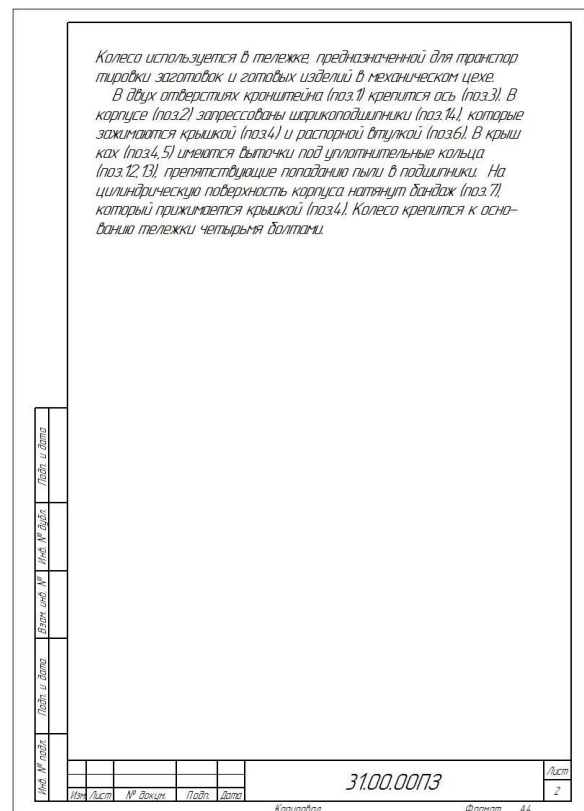 Колесо используется в тележке, предназначенной для транспор
тировки заготовок и готовых изделий в механическом цехе.
В двух отверстиях кронштейна (поз.1) крепится ось (поз.3). В
корпусе (поз.2) запрессованы шарикоподшипники (поз.14), которые
зажимаются крышкой (поз.4) и распорной втулкой (поз.6). В крыш
ках (поз.4, 5) имеются выточки под уплотнительные кольца
(поз.12,13), препятствующие попаданию пыли в подшипники. На
цилиндрическую поверхность корпуса натянут бандаж (поз.7),
который прижимается крышкой (поз.4). Колесо крепится к осно-
ванию тележки четырьмя болтами.
Подп. и дата
Инв. № дубл.
Взам. инв. №
Подп. и дата
Инв. № подл.
Изм. Лист № докум. Подп. Дата
31.00.00ПЗ
Лист
2
Копировал Формат А4